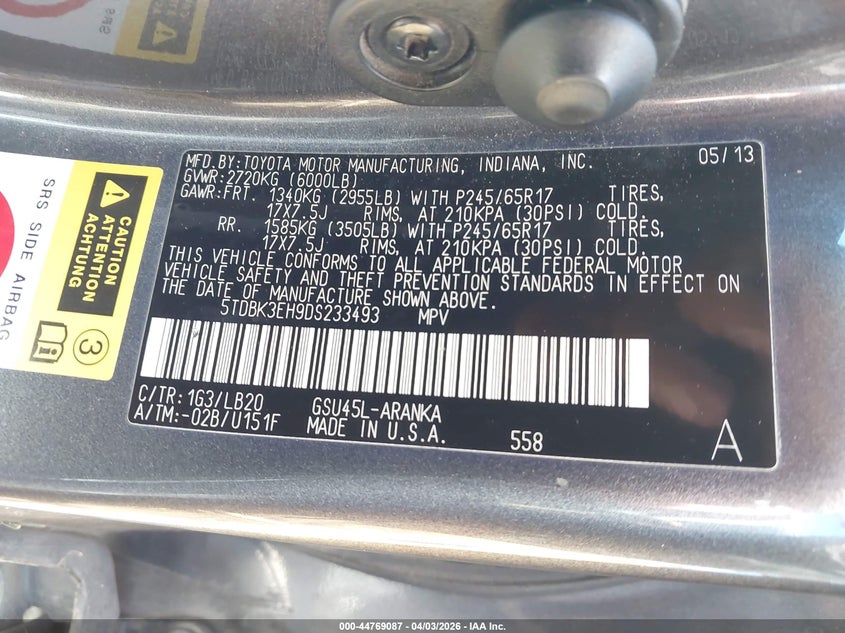 MFD.BY:TOYOTA MOTOR MANUFACTURING, INDIANA, INC. 05/13
GVWR:2720KG (6000LB)
GAWR:FRT. 1340KG (2955LB) WITH P245/65R17 TIRES,
17X7.5J RIMS, AT 210KPA (30PSI) COLD.
RR. 1585KG (3505LB) WITH P245/65R17 TIRES,
17X7.5J RIMS, AT 210KPA (30PSI) COLD.
THIS VEHICLE CONFORMS TO ALL APPLICABLE FEDERAL MOTOR
VEHICLE SAFETY AND THEFT PREVENTION STANDARDS IN EFFECT ON
THE DATE OF MANUFACTURE SHOWN ABOVE.
5TDBK3EH9DS233493 MPV
C/TR:1G3/LB20 GSU45L-ARANKA
A/TM:-02B/U151F MADE IN U.S.A. 558 A
SRS SIDE AIRBAG
CAUTION
ATTENTION
ACHTUNG
3
000-44769087 - 04/03/2026 - IAA Inc.